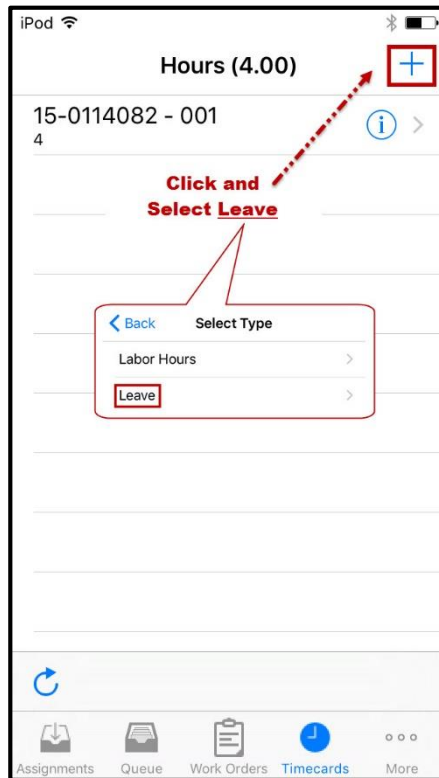 iPod
Hours (4.00)
15-0114082 - 001
4
Click and
Select Leave
Back Select Type
Labor Hours
Leave
Assignments Queue Work Orders Timecards More